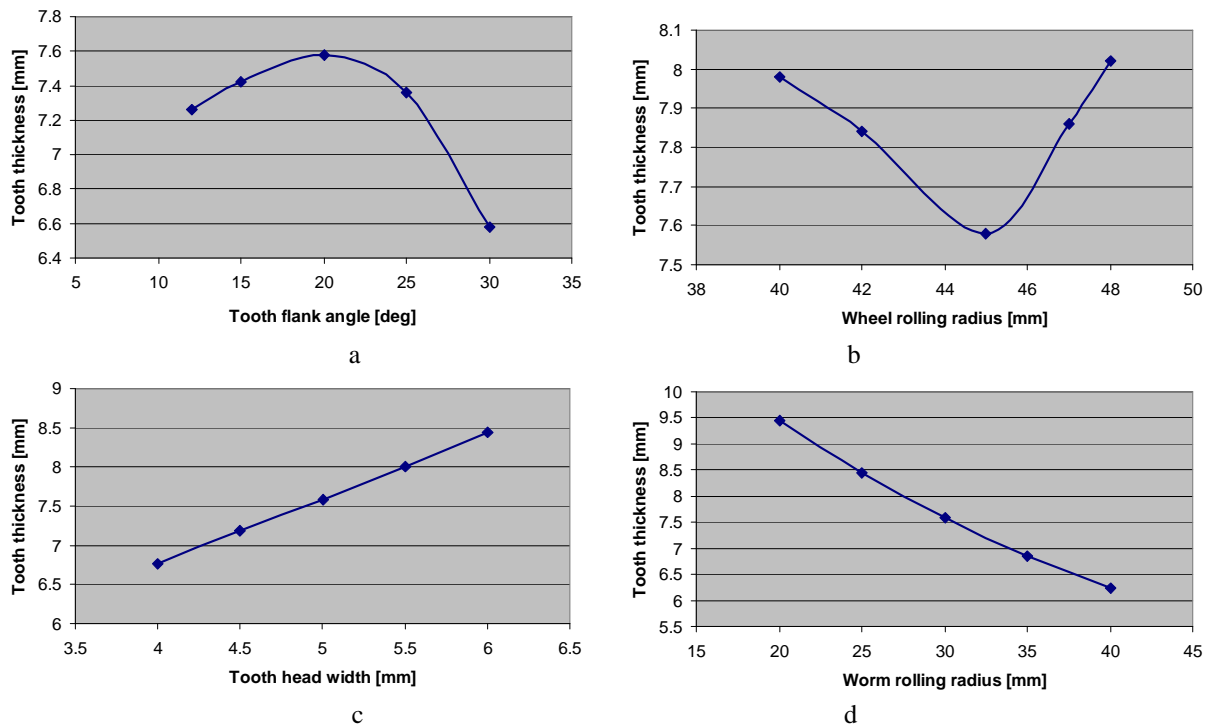 7.8
7.6
7.4
7.2
7
6.8
6.6
6.4
Tooth thickness [mm]
5 10 15 20 25 30 35
Tooth flank angle [deg]
a
8.1
8
7.9
7.8
7.7
7.6
7.5
Tooth thickness [mm]
38 40 42 44 46 48 50
Wheel rolling radius [mm]
b
9
8.5
8
7.5
7
6.5
6
Tooth thickness [mm]
3.5 4 4.5 5 5.5 6 6.5
Tooth head width [mm]
c
10
9.5
9
8.5
8
7.5
7
6.5
6
5.5
Tooth thickness [mm]
15 20 25 30 35 40 45
Worm rolling radius [mm]
d